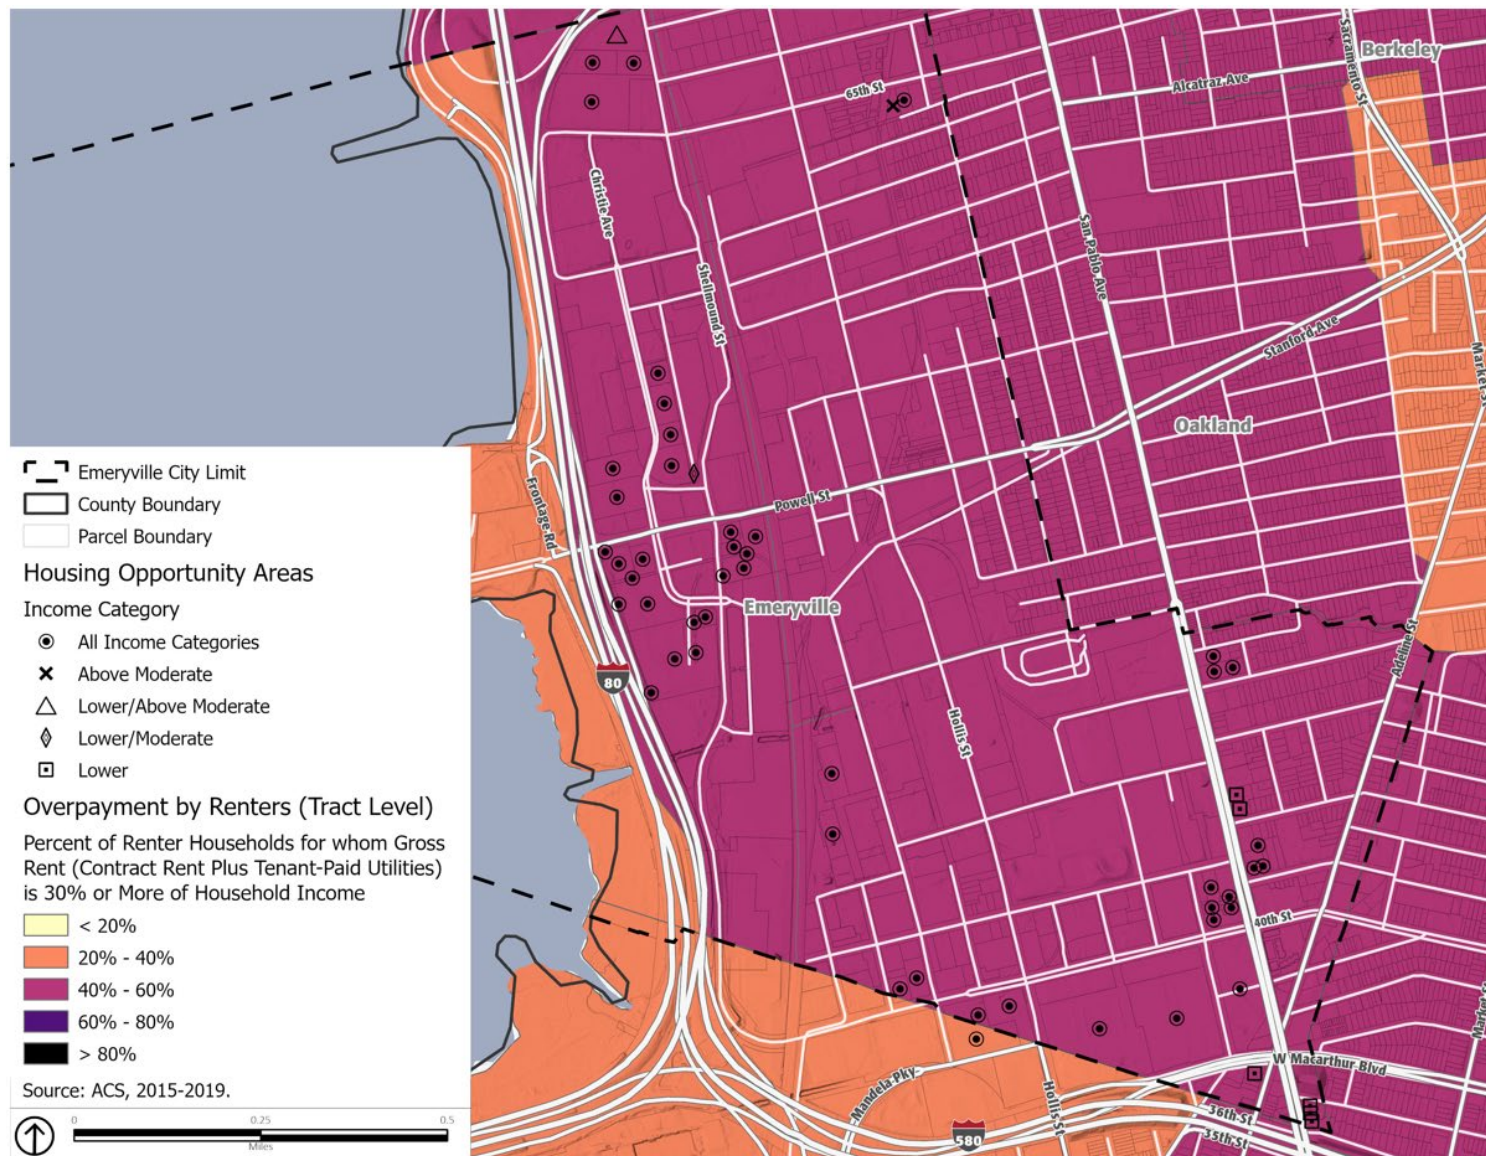 Berkeley
Sacramento St
Alcatraz Ave
65th St
Christie Ave
Shellmound St
San Pablo Ave
Stanford Ave
Market St
Oakland
Powell St
Frontage Rd
Emeryville
Adeline St
80
Hollis St
40th St
W Macarthur Blvd
Mandela Pky
Hollis St
36th St
35th St
580
Emeryville City Limit
County Boundary
Parcel Boundary
Housing Opportunity Areas
Income Category
All Income Categories
Above Moderate
Lower/Above Moderate
Lower/Moderate
Lower
Overpayment by Renters (Tract Level)
Percent of Renter Households for whom Gross
Rent (Contract Rent Plus Tenant-Paid Utilities)
is 30% or More of Household Income
< 20%
20% - 40%
40% - 60%
60% - 80%
> 80%
Source: ACS, 2015-2019.
0 0.25 0.5
Miles